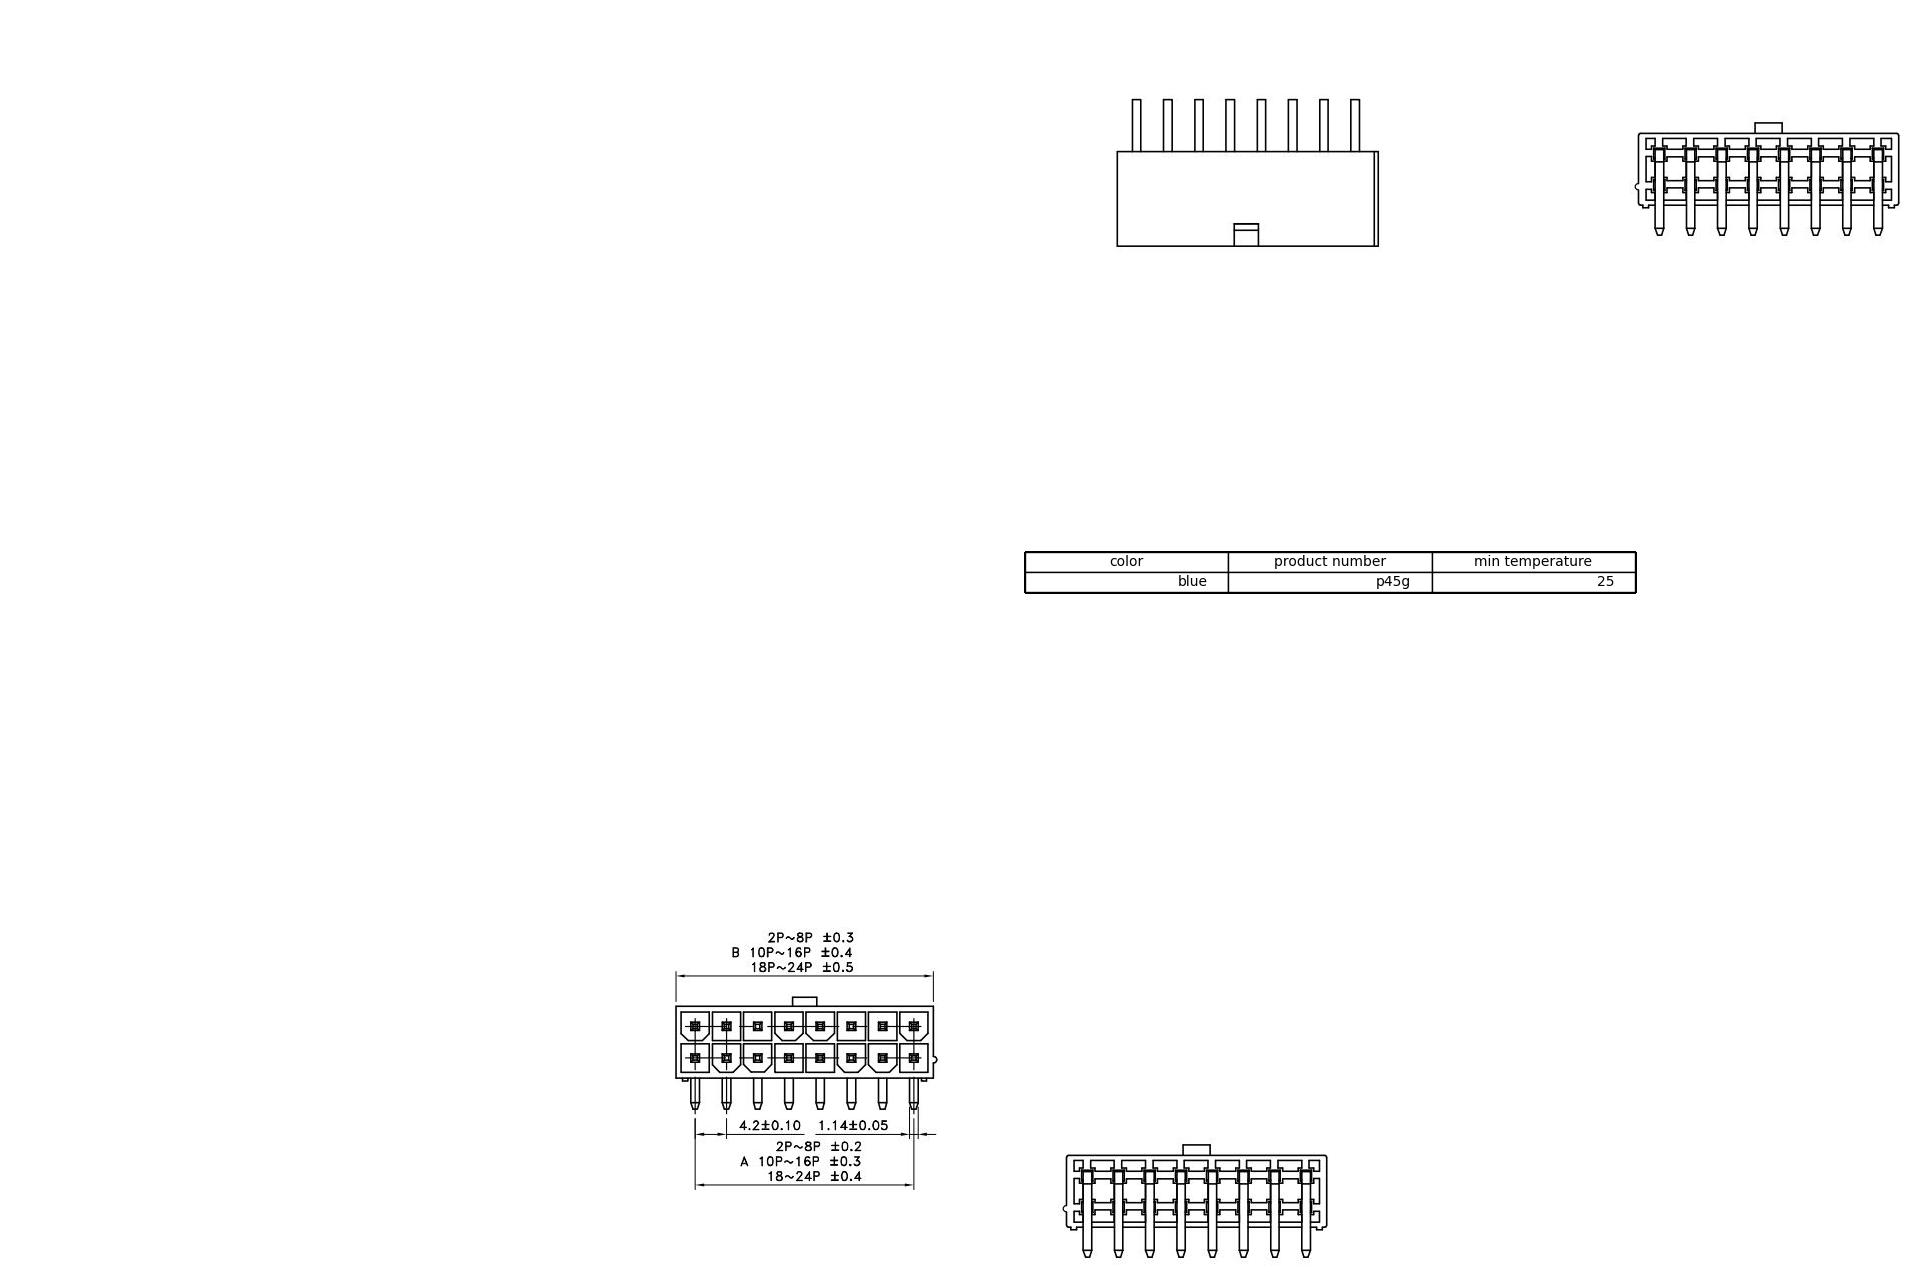 color product number min temperature
blue p45g 25
2P~8P ±0.3
B 10P~16P ±0.4
18P~24P ±0.5
4.2±0.10 1.14±0.05
2P~8P ±0.2
A 10P~16P ±0.3
18~24P ±0.4